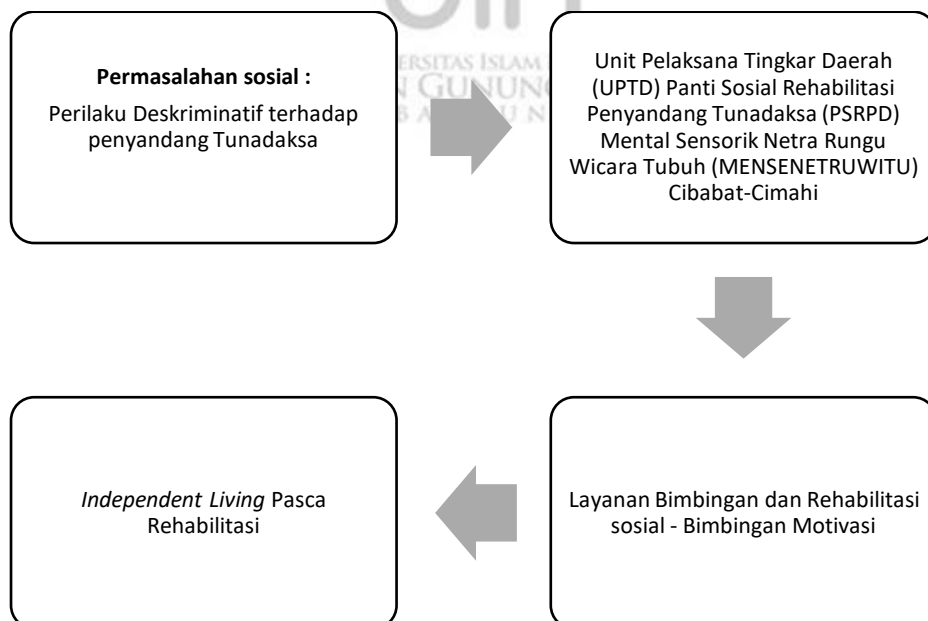 Permasalahan sosial :
Perilaku Deskriminatif terhadap
penyandang Tunadaksa
Unit Pelaksana Tingkar Daerah
(UPTD) Panti Sosial Rehabilitasi
Penyandang Tunadaksa (PSRPD)
Mental Sensorik Netra Rungu
Wicara Tubuh (MENSENETRUWITU)
Cibabat-Cimahi
Layanan Bimbingan dan Rehabilitasi
sosial - Bimbingan Motivasi
Independent Living Pasca
Rehabilitasi